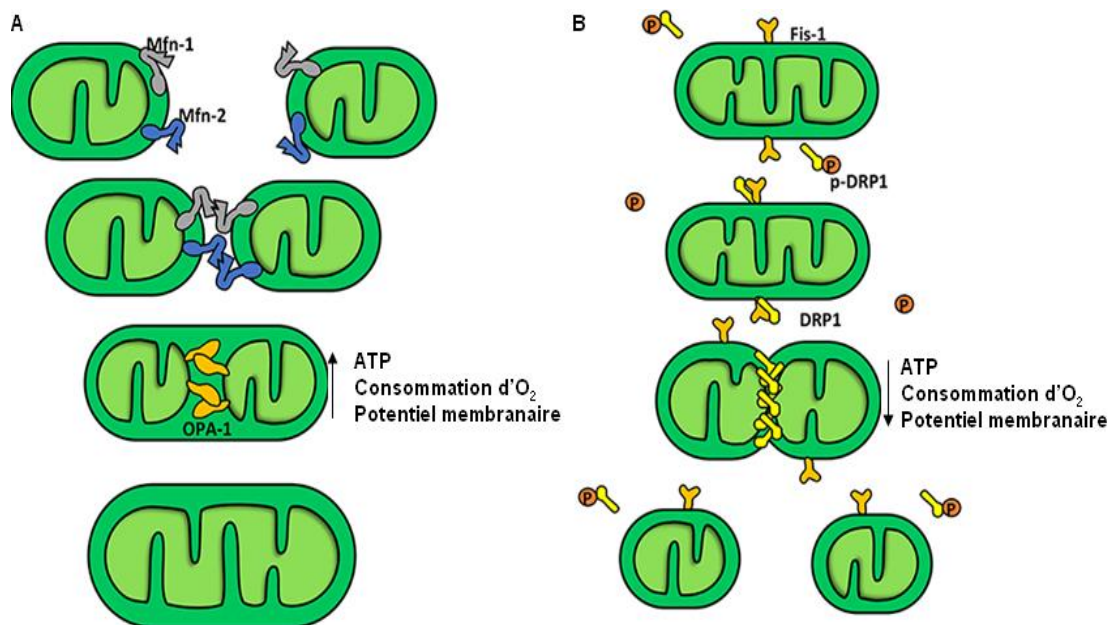 A
Mfn-1
Mfn-2
ATP
Consommation d'O₂
Potentiel membranaire
OPA-1
B
P
Fis-1
P
p-DRP1
P
P
DRP1
ATP
Consommation d'O₂
Potentiel membranaire
P
P